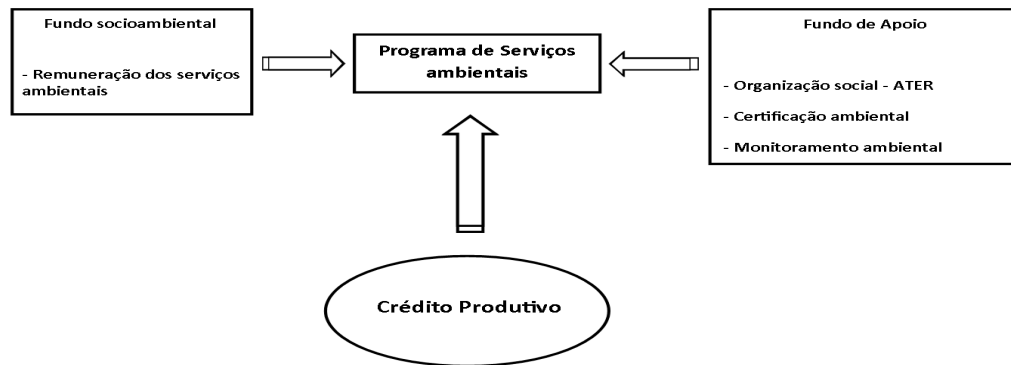 Fundo socioambiental
- Remuneração dos serviços
ambientais
Programa de Serviços
ambientais
Fundo de Apoio
- Organização social - ATER
- Certificação ambiental
- Monitoramento ambiental
Crédito Produtivo